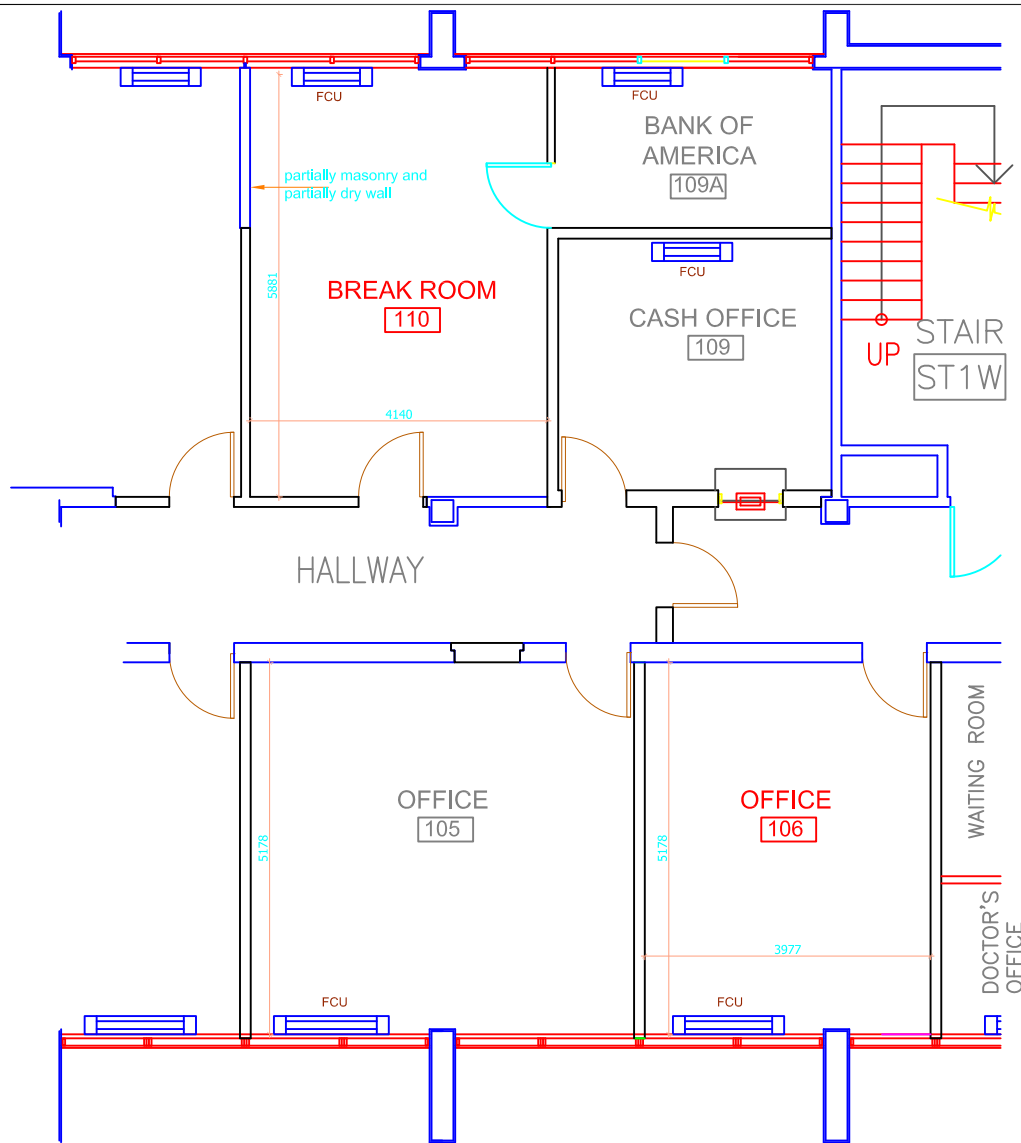 FCU
FCU
BANK OF
AMERICA
109A
partially masonry and
partially dry wall
FCU
5881
BREAK ROOM
110
CASH OFFICE
109
STAIR
ST1W
UP
4140
HALLWAY
WAITING ROOM
OFFICE
105
OFFICE
106
5178
5178
DOCTOR'S
OFFICE
3977
FCU
FCU